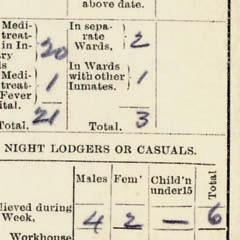 above date.
Medi- In sepa-
treat- rate 2
in In- Wards,
ry 20
s In Wards
Medi- with other 1
treat- 1 Inmates.
Fever
ital.
Total. 21 Total. 3
NIGHT LODGERS OR CASUALS.
Males Fem' Child'n under15 Total
lieved during
Week, 4 2 — 6
Workhouse